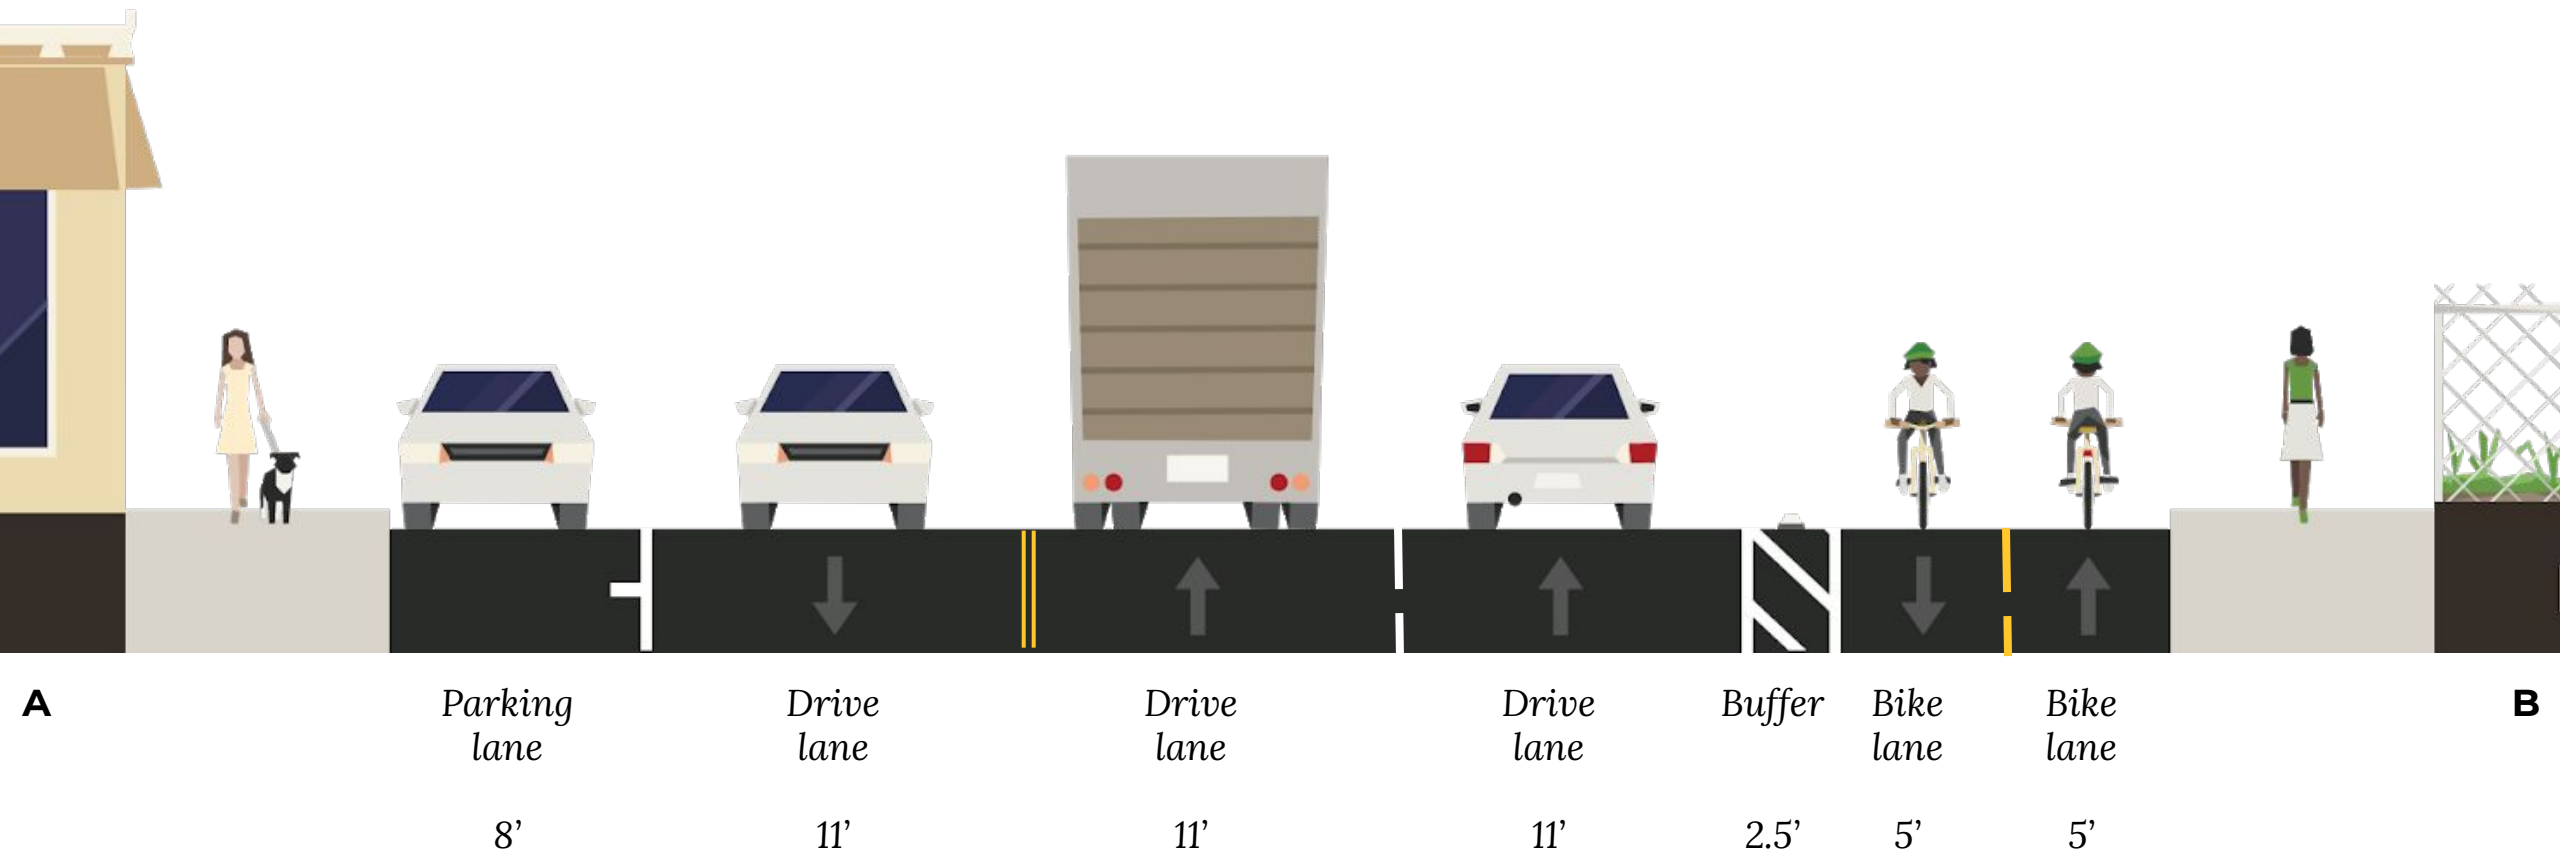 A
B
Parking
lane
8’
Drive
lane
11’
Drive
lane
11’
Drive
lane
11’
Buffer
2.5’
Bike
lane
5’
Bike
lane
5’